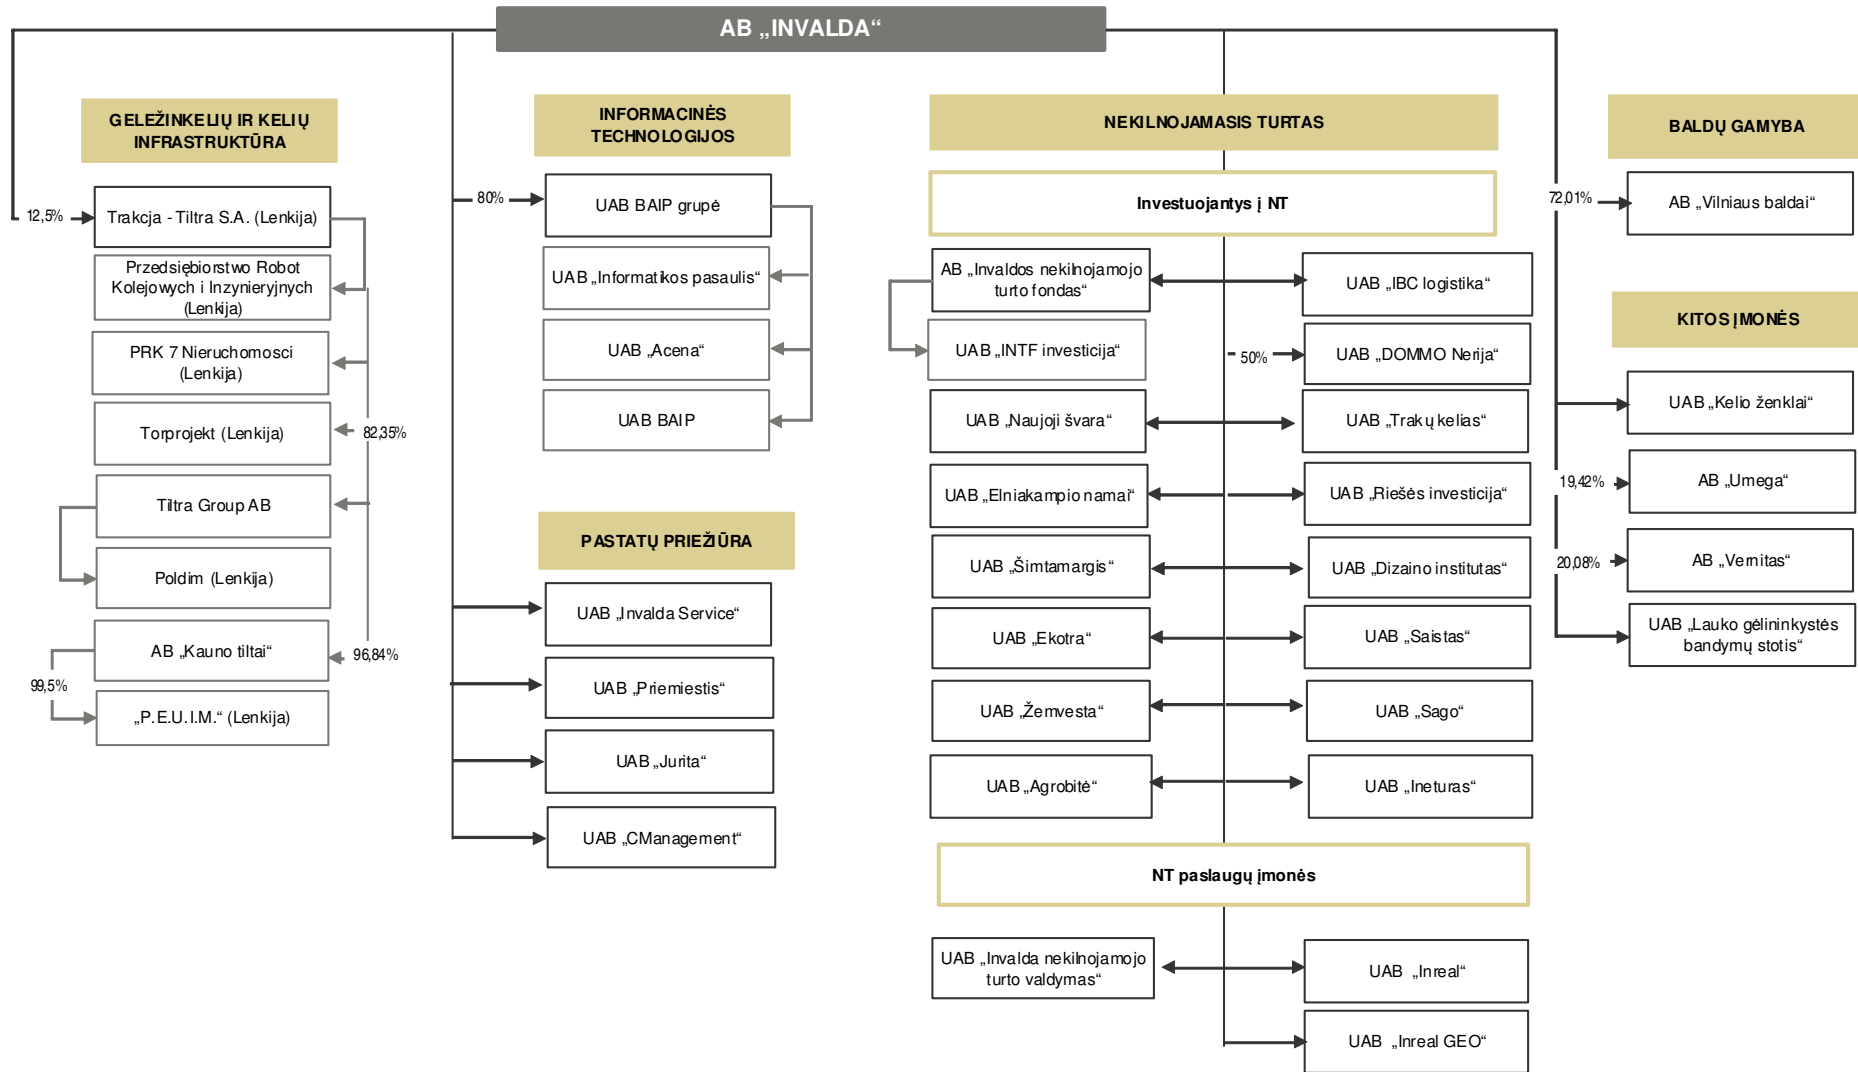 AB „INVALDA“
GELEŽINKELIŲ IR KELIŲ
INFRASTRUKTŪRA
12,5%
Trakcja - Tiltra S.A. (Lenkija)
Przedsiębiorstwo Robot
Kolejowych i Inzynieryjnych
(Lenkija)
PRK 7 Nieruchomosci
(Lenkija)
Torprojekt (Lenkija)
82,35%
Tiltra Group AB
Poldim (Lenkija)
AB „Kauno tiltai“
96,84%
99,5%
„P.E.U.I.M.“ (Lenkija)
INFORMACINĖS
TECHNOLOGIJOS
80%
UAB BAIP grupė
UAB „Informatikos pasaulis“
UAB „Acena“
UAB BAIP
PASTATŲ PRIEŽIŪRA
UAB „Invalda Service“
UAB „Priemiestis“
UAB „Jurita“
UAB „CManagement“
NEKILNOJAMASIS TURTAS
Investuojantys į NT
AB „Invaldos nekilnojamojo
turto fondas“
UAB „IBC logistika“
UAB „INTF investicija“
50%
UAB „DOMMO Nerija“
UAB „Naujoji švara“
UAB „Trakų kelias“
UAB „Elniakampio namai“
UAB „Riešės investicija“
UAB „Šimtamargis“
UAB „Dizaino institutas“
UAB „Ekotra“
UAB „Saistas“
UAB „Žemvesta“
UAB „Sago“
UAB „Agrobitė“
UAB „Ineturas“
NT paslaugų įmonės
UAB „Invalda nekilnojamojo
turto valdymas“
UAB „Inreal“
UAB „Inreal GEO“
BALDŲ GAMYBA
72,01%
AB „Vilniaus baldai“
KITOS ĮMONĖS
UAB „Kelio ženklai“
19,42%
AB „Umega“
20,08%
AB „Vernitas“
UAB „Lauko gėlininkystės
bandymų stotis“